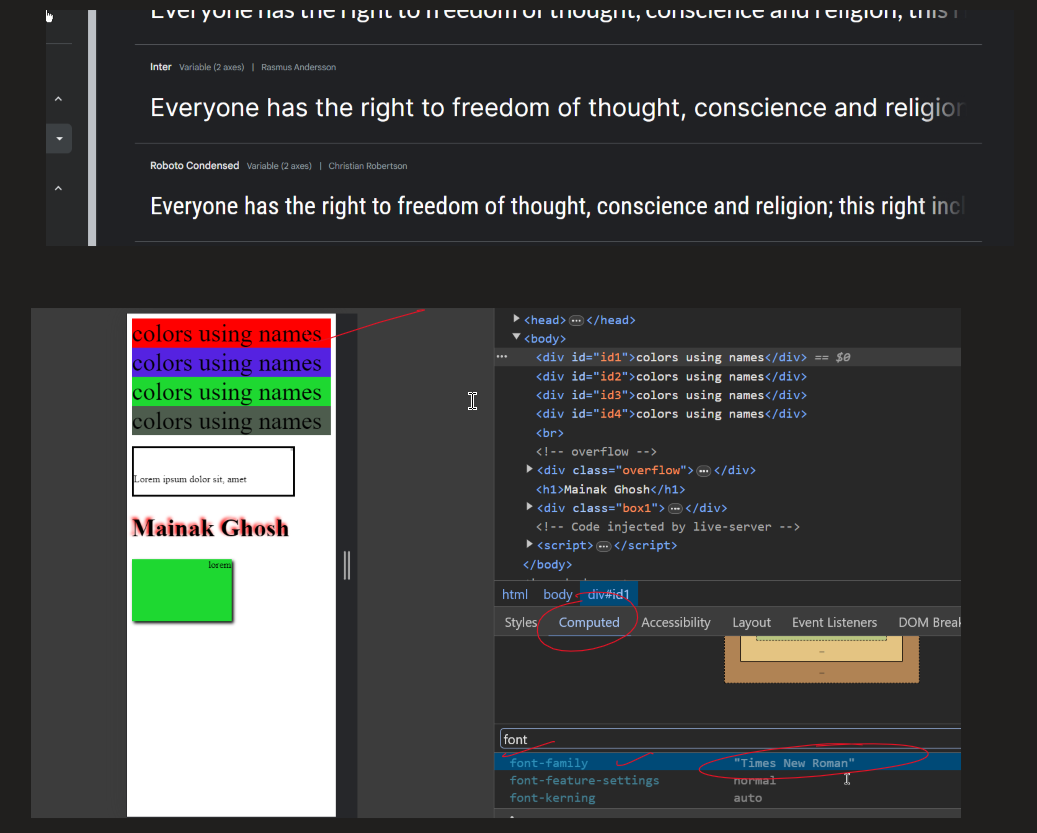 Everyone has the right to freedom of thought, conscience and religion, this
Inter Variable (2 axes) | Rasmus Andersson
Everyone has the right to freedom of thought, conscience and religion
Roboto Condensed Variable (2 axes) | Christian Robertson
Everyone has the right to freedom of thought, conscience and religion; this right incl
colors using names
colors using names
colors using names
colors using names
Lorem ipsum dolor sit, amet
Mainak Ghosh
lorem
<head> ••• </head>
<body>
••• <div id="id1">colors using names</div> == $0
<div id="id2">colors using names</div>
<div id="id3">colors using names</div>
<div id="id4">colors using names</div>
<br>
<!-- overflow -->
<div class="overflow"> ••• </div>
<h1>Mainak Ghosh</h1>
<div class="box1"> ••• </div>
<!-- Code injected by live-server -->
<script> ••• </script>
</body>
html body div#id1
Styles Computed Accessibility Layout Event Listeners DOM Break
–
–
font
font-family "Times New Roman"
font-feature-settings normal
font-kerning auto